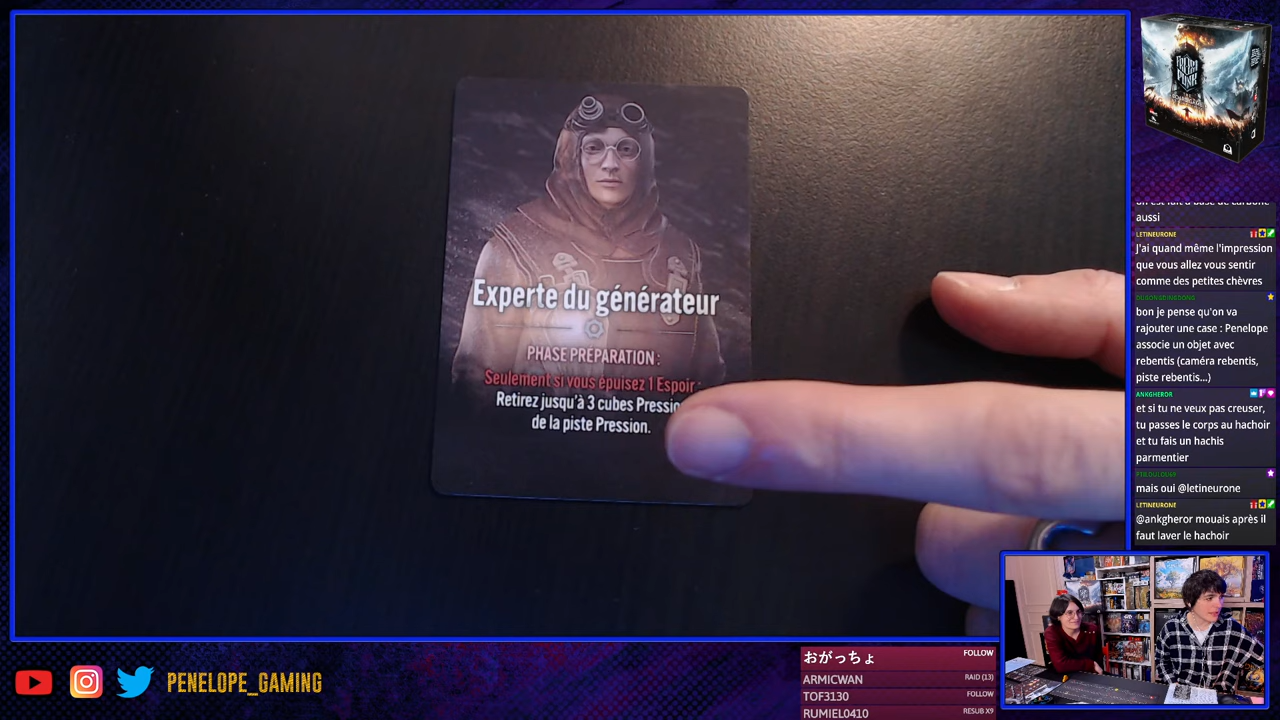 Experte du générateur
PHASE PRÉPARATION :
Seulement si vous épuisez 1 Espoir :
Retirez jusqu'à 3 cubes
de la piste Pression.
FROST
PUNK
aussi
LETINEURONE
J'ai quand même l'impression
que vous allez vous sentir
comme des petites chèvres
bon je pense qu'on va
rajouter une case : Penelope
associe un objet avec
rebentis (caméra rebentis,
piste rebentis...)
ANKGHEROR
et si tu ne veux pas creuser,
tu passes le corps au hachoir
et tu fais un hachis
parmentier
mais oui @letineurone
LETINEURONE
@ankgheror mouais après il
faut laver le hachoir
PENELOPE_GAMING
おがっちょ FOLLOW
ARMICWAN RAID (13)
TOF3130 FOLLOW
RUMIEL0410 RESUB X9